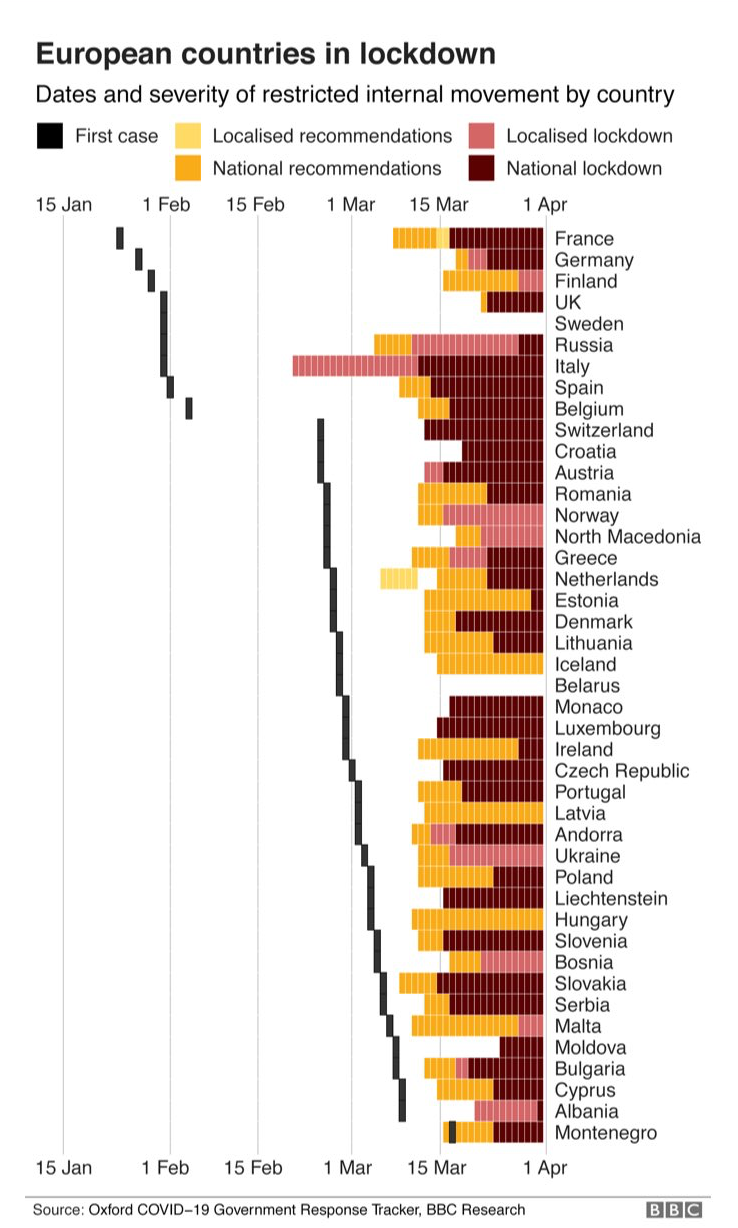 European countries in lockdown
Dates and severity of restricted internal movement by country
First case Localised recommendations Localised lockdown
National recommendations National lockdown
15 Jan 1 Feb 15 Feb 1 Mar 15 Mar 1 Apr
France
Germany
Finland
UK
Sweden
Russia
Italy
Spain
Belgium
Switzerland
Croatia
Austria
Romania
Norway
North Macedonia
Greece
Netherlands
Estonia
Denmark
Lithuania
Iceland
Belarus
Monaco
Luxembourg
Ireland
Czech Republic
Portugal
Latvia
Andorra
Ukraine
Poland
Liechtenstein
Hungary
Slovenia
Bosnia
Slovakia
Serbia
Malta
Moldova
Bulgaria
Cyprus
Albania
Montenegro
15 Jan 1 Feb 15 Feb 1 Mar 15 Mar 1 Apr
Source: Oxford COVID–19 Government Response Tracker, BBC Research BBC